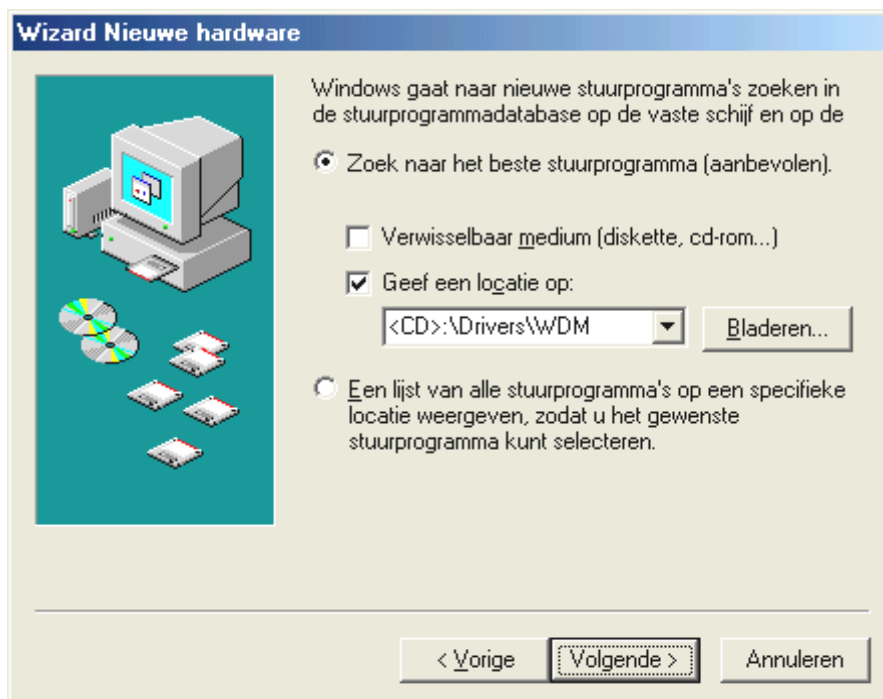 Wizard Nieuwe hardware
Windows gaat naar nieuwe stuurprogramma's zoeken in
de stuurprogrammadatabase op de vaste schijf en op de
Zoek naar het beste stuurprogramma (aanbevolen).
Verwisselbaar medium (diskette, cd-rom...)
Geef een locatie op:
<CD>:\Drivers\WDM
Bladeren...
Een lijst van alle stuurprogramma's op een specifieke
locatie weergeven, zodat u het gewenste
stuurprogramma kunt selecteren.
< Vorige
Volgende >
Annuleren